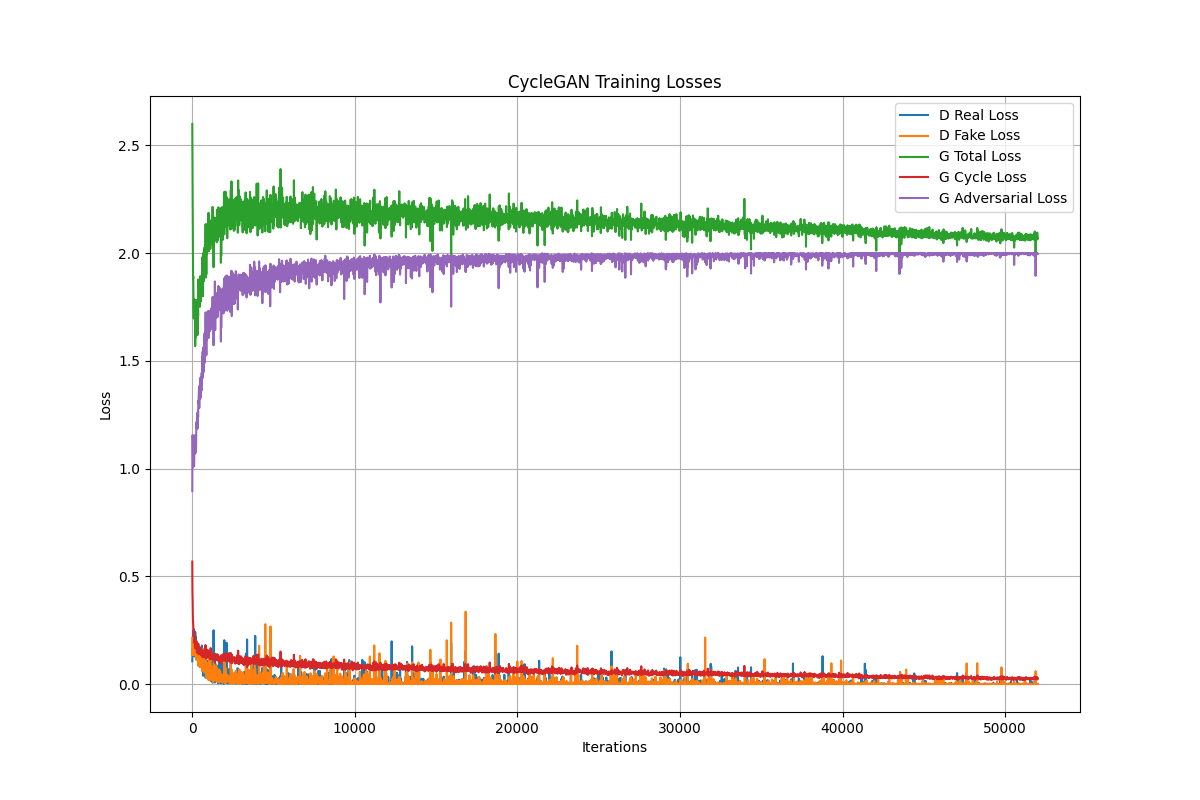 CycleGAN Training Losses
D Real Loss
D Fake Loss
G Total Loss
G Cycle Loss
G Adversarial Loss
2.5
2.0
1.5
1.0
0.5
0.0
Loss
0 10000 20000 30000 40000 50000
Iterations